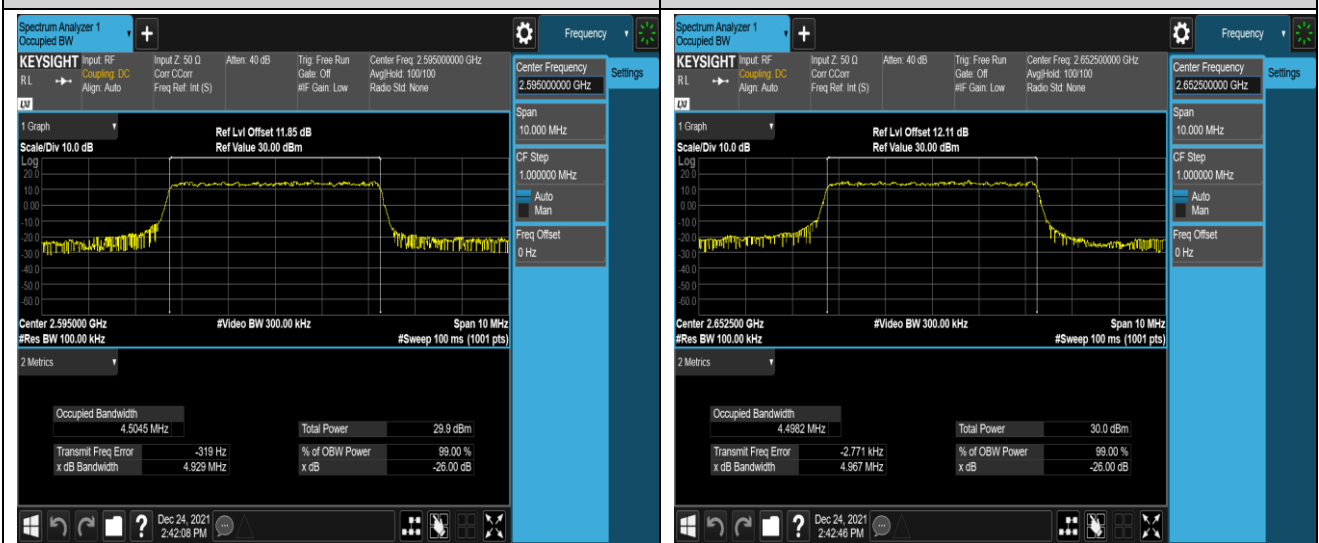 Spectrum Analyzer 1
Occupied BW
+
Frequency
KEYSIGHT
R L
LXI
Input: RF
Coupling: DC
Align: Auto
Input Z: 50 Ω
Corr CCorr
Freq Ref: Int (S)
Atten: 40 dB
Trig: Free Run
Gate: Off
#IF Gain: Low
Center Freq: 2.595000000 GHz
Avg|Hold: 100/100
Radio Std: None
Center Frequency
2.595000000 GHz
Settings
Span
10.000 MHz
CF Step
1.000000 MHz
Auto
Man
Freq Offset
0 Hz
1 Graph
Ref Lvl Offset 11.85 dB
Scale/Div 10.0 dB
Ref Value 30.00 dBm
Log
20.0
10.0
0.00
-10.0
-20.0
-30.0
-40.0
-50.0
-60.0
Center 2.595000 GHz
#Video BW 300.00 kHz
Span 10 MHz
#Res BW 100.00 kHz
#Sweep 100 ms (1001 pts)
2 Metrics
Occupied Bandwidth
4.5045 MHz
Total Power 29.9 dBm
Transmit Freq Error -319 Hz
% of OBW Power 99.00 %
x dB Bandwidth 4.929 MHz
x dB -26.00 dB
?
Dec 24, 2021
2:42:08 PM
Spectrum Analyzer 1
Occupied BW
+
Frequency
KEYSIGHT
R L
LXI
Input: RF
Coupling: DC
Align: Auto
Input Z: 50 Ω
Corr CCorr
Freq Ref: Int (S)
Atten: 40 dB
Trig: Free Run
Gate: Off
#IF Gain: Low
Center Freq: 2.652500000 GHz
Avg|Hold: 100/100
Radio Std: None
Center Frequency
2.652500000 GHz
Settings
Span
10.000 MHz
CF Step
1.000000 MHz
Auto
Man
Freq Offset
0 Hz
1 Graph
Ref Lvl Offset 12.11 dB
Scale/Div 10.0 dB
Ref Value 30.00 dBm
Log
20.0
10.0
0.00
-10.0
-20.0
-30.0
-40.0
-50.0
-60.0
Center 2.652500 GHz
#Video BW 300.00 kHz
Span 10 MHz
#Res BW 100.00 kHz
#Sweep 100 ms (1001 pts)
2 Metrics
Occupied Bandwidth
4.4982 MHz
Total Power 30.0 dBm
Transmit Freq Error -2.771 kHz
% of OBW Power 99.00 %
x dB Bandwidth 4.967 MHz
x dB -26.00 dB
?
Dec 24, 2021
2:42:46 PM